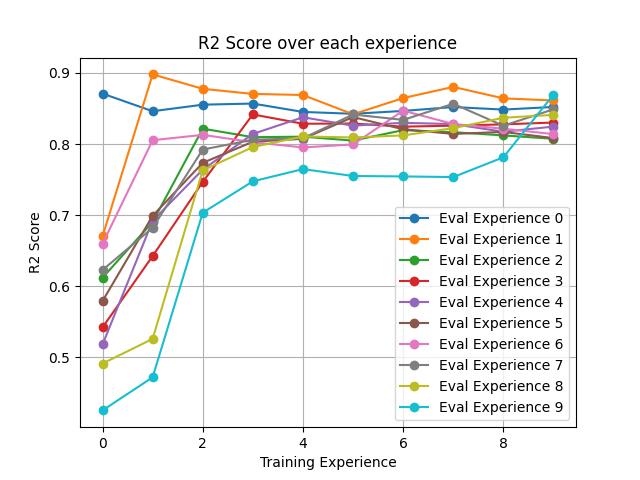 R2 Score over each experience
0.9
0.8
0.7
0.6
0.5
R2 Score
0
2
4
6
8
Training Experience
Eval Experience 0
Eval Experience 1
Eval Experience 2
Eval Experience 3
Eval Experience 4
Eval Experience 5
Eval Experience 6
Eval Experience 7
Eval Experience 8
Eval Experience 9